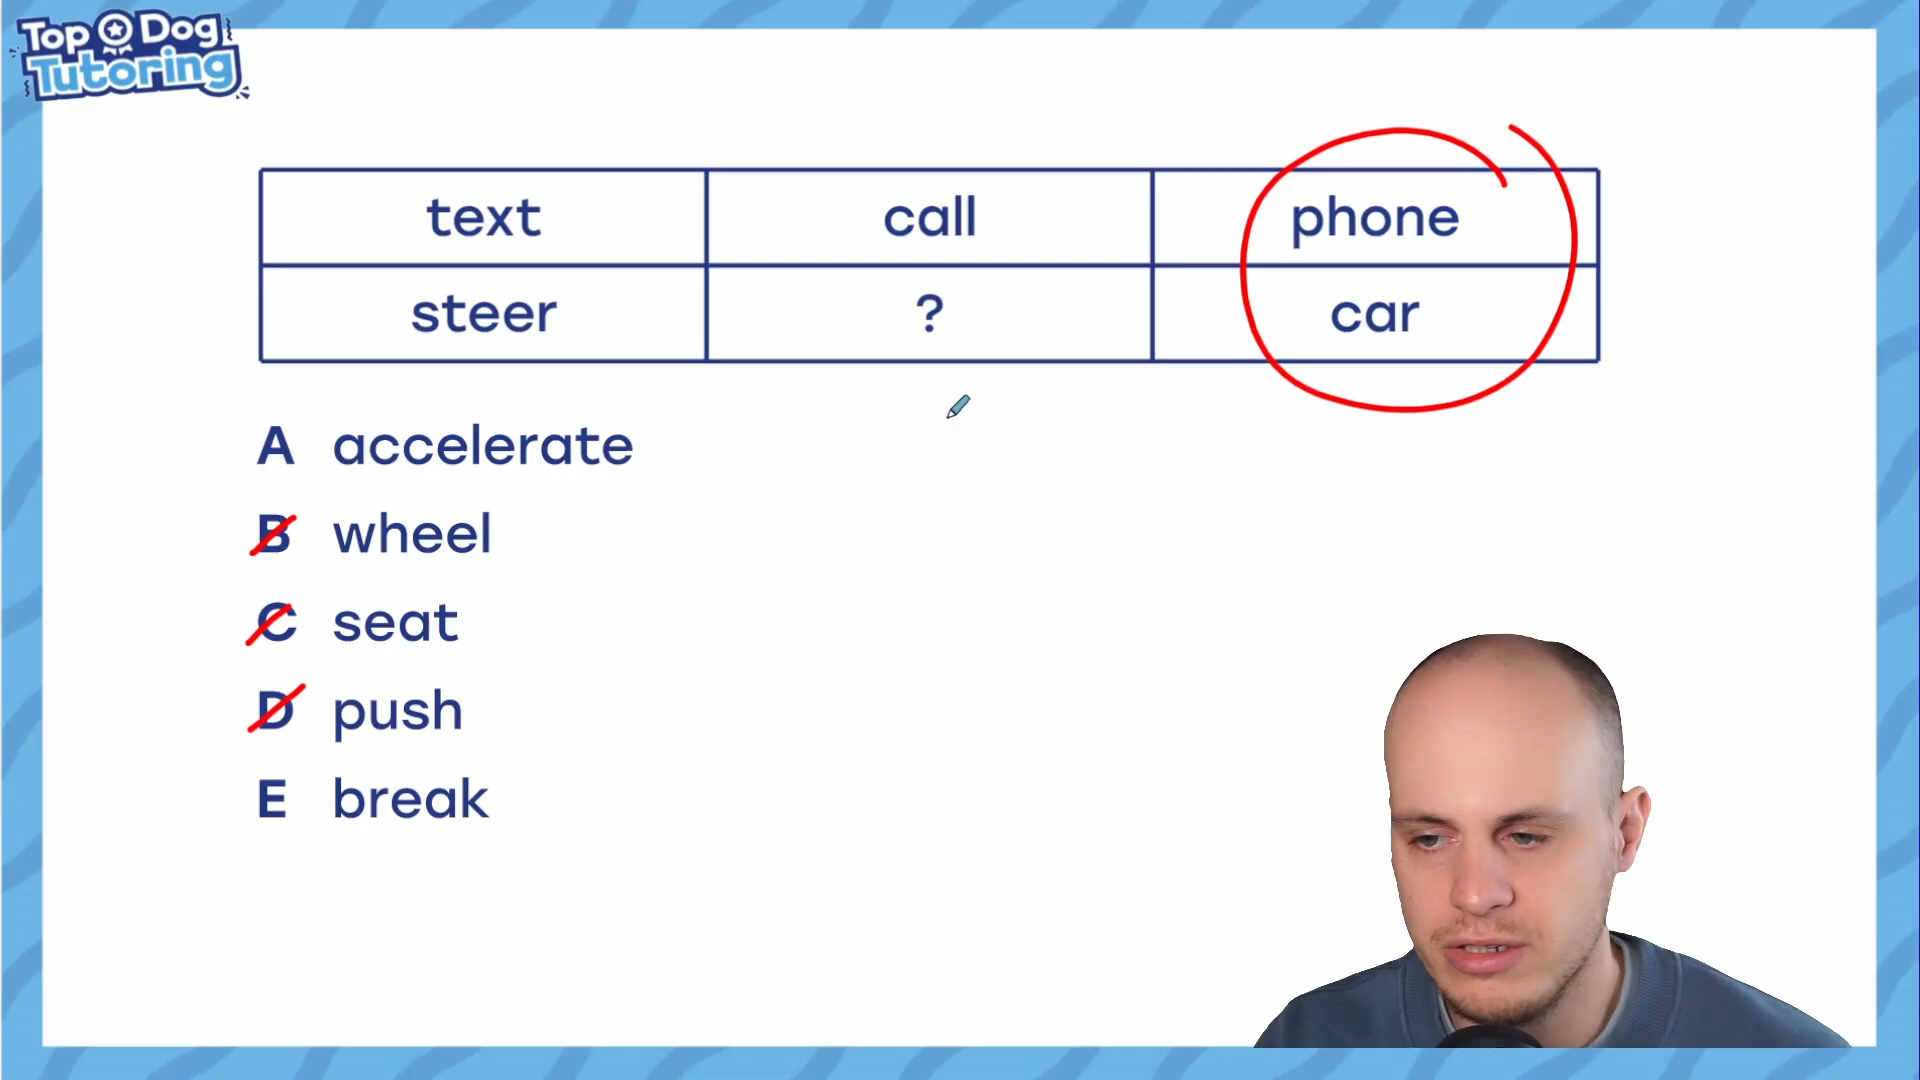 Top Dog
Tutoring
text call phone
steer ? car
A accelerate
B wheel
C seat
D push
E break